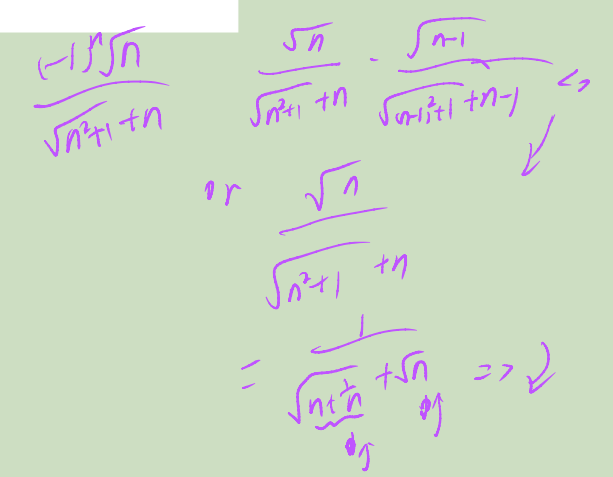 (-1)^n √n / (√(n²+1) + n)
√n / (√(n²+1) + n) - √(n-1) / (√((n-1)²+1) + n-1) <0
or √n / (√(n²+1) + n)
= 1 / (√(n+1/n) + √n) => ↓